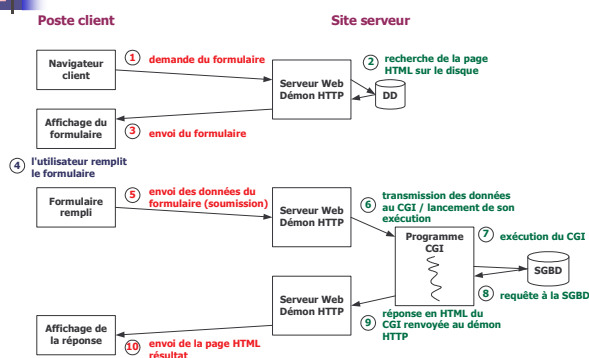 Poste client
Site serveur
1 demande du formulaire
Navigateur
client
Serveur Web
Démon HTTP
2 recherche de la page
HTML sur le disque
DD
Affichage du
formulaire
3 envoi du formulaire
4 l'utilisateur remplit
le formulaire
Formulaire
rempli
5 envoi des données du
formulaire (soumission)
Serveur Web
Démon HTTP
6 transmission des données
au CGI / lancement de son
exécution
Programme
CGI
7 exécution du CGI
SGBD
8 requête à la SGBD
Serveur Web
Démon HTTP
9 réponse en HTML du
CGI renvoyée au démon
HTTP
Affichage de
la réponse
10 envoi de la page HTML
résultat